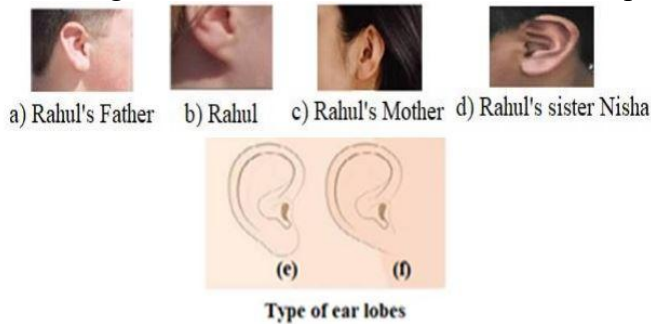 a) Rahul's Father b) Rahul c) Rahul's Mother d) Rahul's sister Nisha
(e) (f)
Type of ear lobes